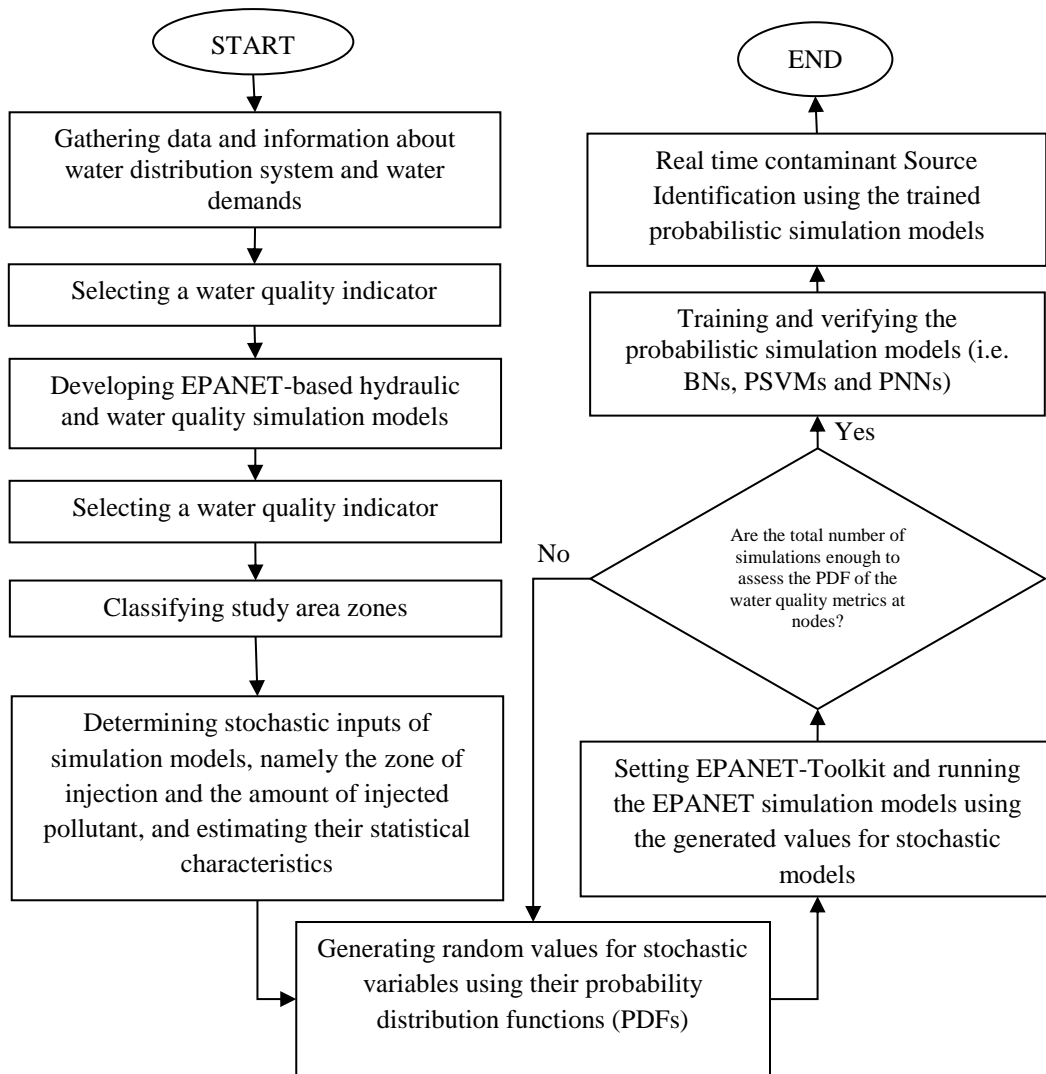 START
Gathering data and information about
water distribution system and water
demands
Selecting a water quality indicator
Developing EPANET-based hydraulic
and water quality simulation models
Selecting a water quality indicator
Classifying study area zones
Determining stochastic inputs of
simulation models, namely the zone of
injection and the amount of injected
pollutant, and estimating their statistical
characteristics
Generating random values for stochastic
variables using their probability
distribution functions (PDFs)
Setting EPANET-Toolkit and running
the EPANET simulation models using
the generated values for stochastic
models
Are the total number of
simulations enough to
assess the PDF of the
water quality metrics at
nodes?
No
Yes
Training and verifying the
probabilistic simulation models (i.e.
BNs, PSVMs and PNNs)
Real time contaminant Source
Identification using the trained
probabilistic simulation models
END